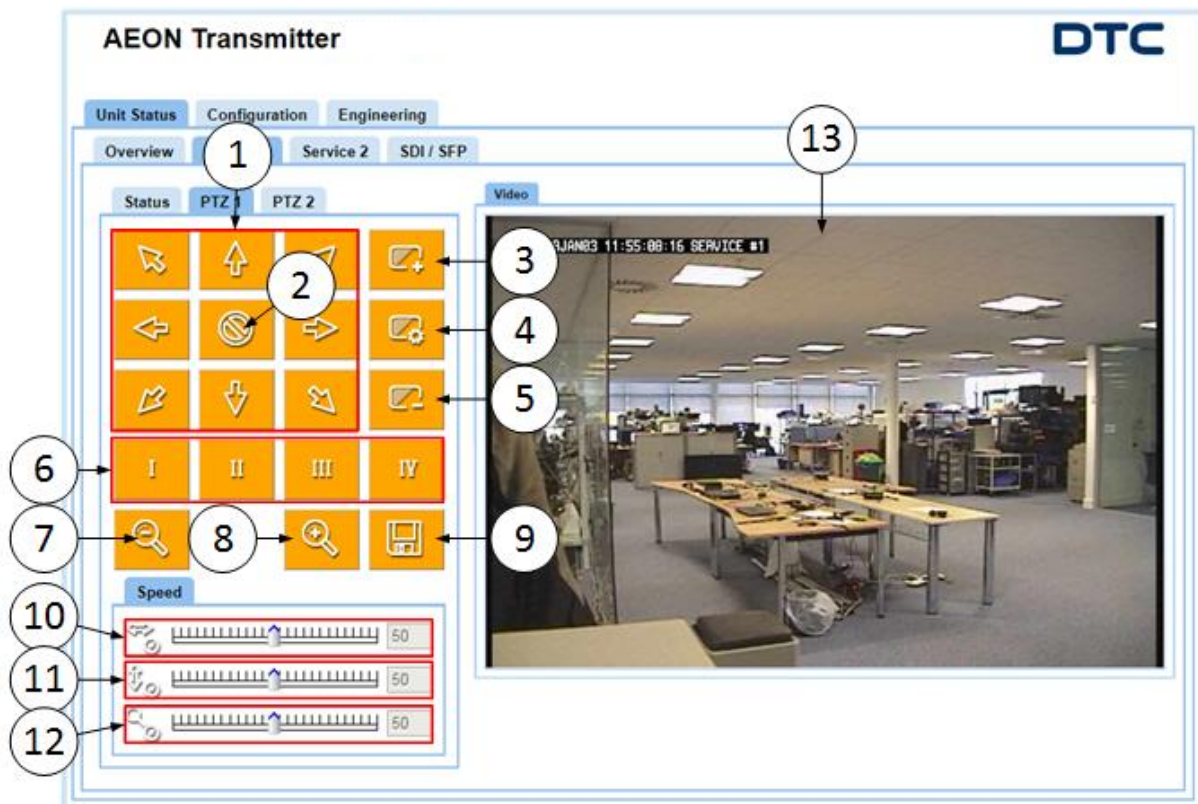 AEON Transmitter
DTC
Unit Status Configuration Engineering
Overview Service 2 SDI / SFP
1
13
Status PTZ 1 PTZ 2
Video
JAN03 11:55:08:16 SERVICE #1
2
3
4
5
6
I II III IV
7
8
9
Speed
10
50
11
50
12
50